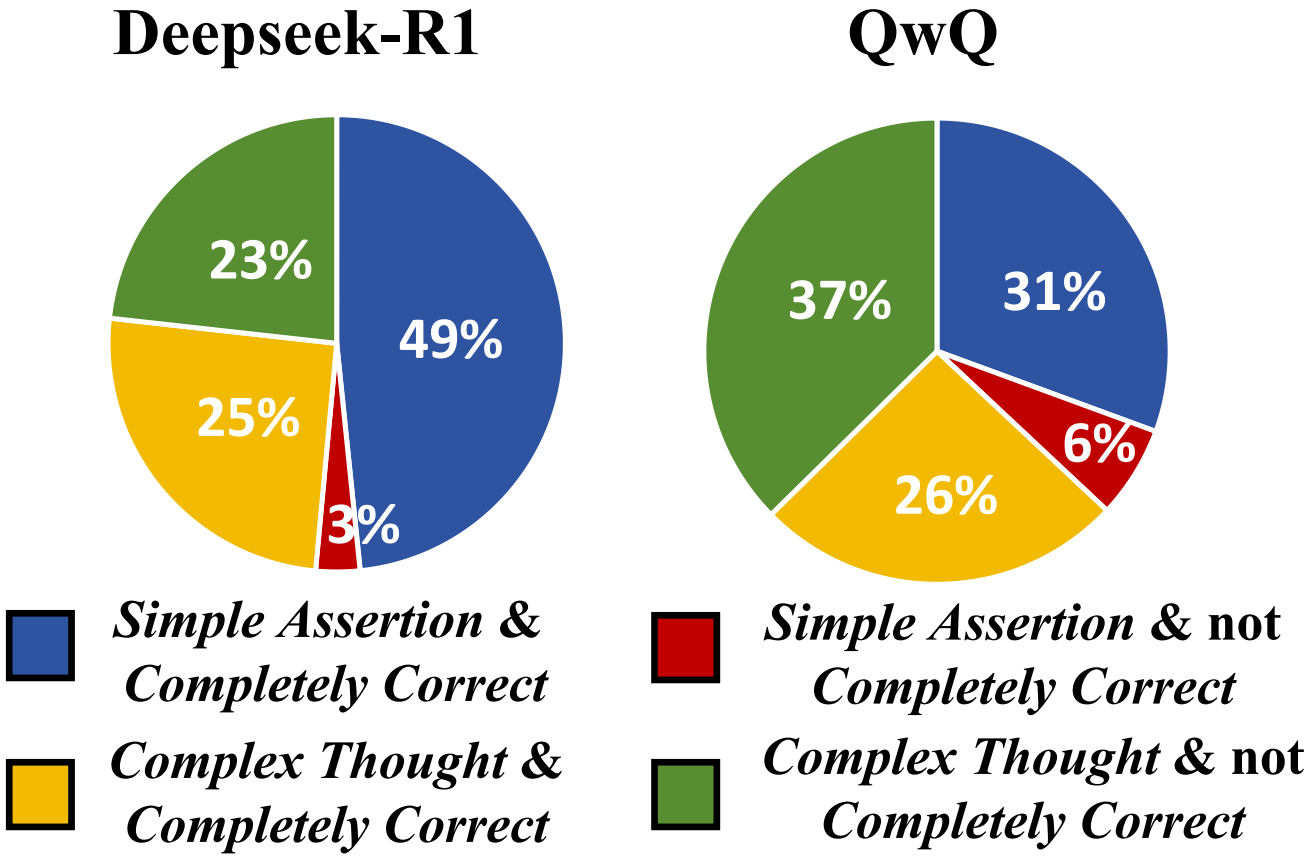 Deepseek-R1
QwQ
23%
49%
25%
3%
37%
31%
6%
26%
Simple Assertion &
Completely Correct
Simple Assertion & not
Completely Correct
Complex Thought &
Completely Correct
Complex Thought & not
Completely Correct